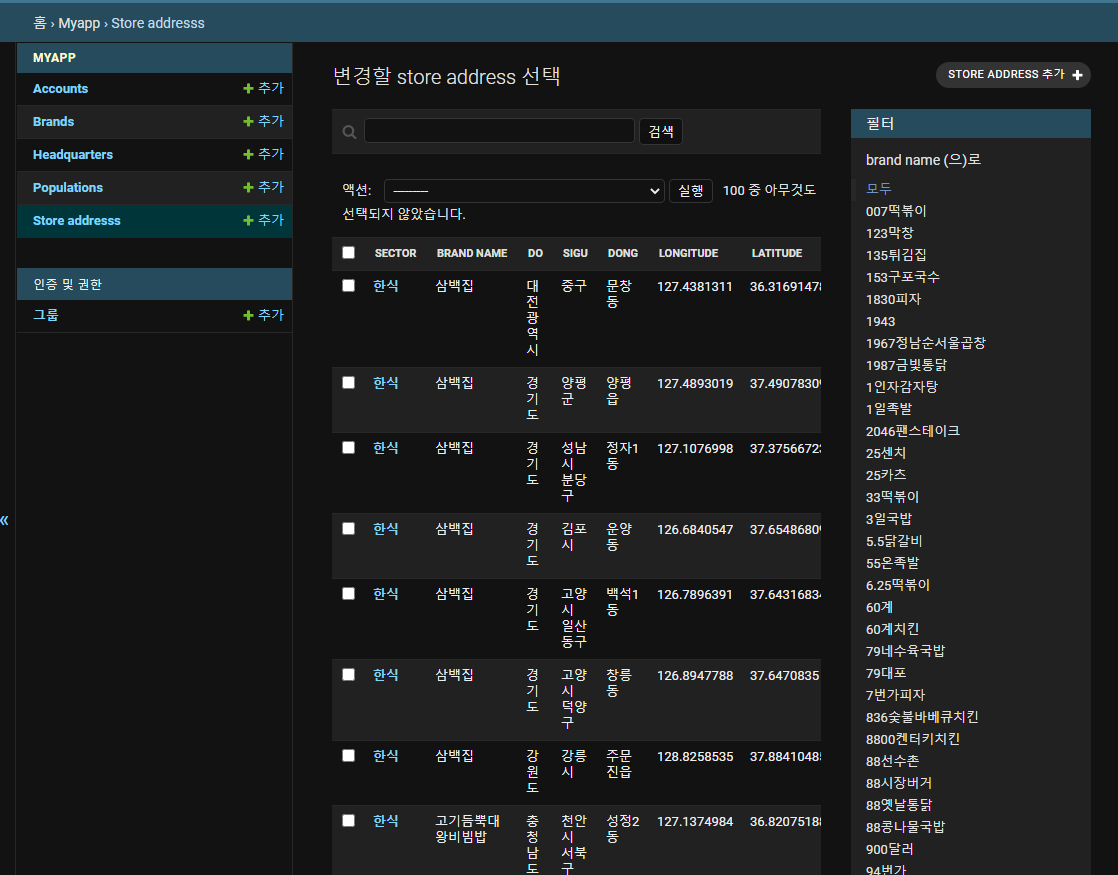 홈 › Myapp › Store addresss
MYAPP
Accounts + 추가
Brands + 추가
Headquarters + 추가
Populations + 추가
Store addresss + 추가
인증 및 권한
그룹 + 추가
«
변경할 store address 선택
STORE ADDRESS 추가 +
검색
액션: --------- 실행 100 중 아무것도
선택되지 않았습니다.
SECTOR BRAND NAME DO SIGU DONG LONGITUDE LATITUDE
한식 삼백집 대전광역시 중구 문창동 127.4381311 36.3169147
한식 삼백집 경기도 양평군 양평읍 127.4893019 37.4907830
한식 삼백집 경기도 성남시 분당구 정자1동 127.1076998 37.3756672
한식 삼백집 경기도 김포시 운양동 126.6840547 37.6548680
한식 삼백집 경기도 고양시 일산동구 백석1동 126.7896391 37.6431683
한식 삼백집 경기도 고양시 덕양구 창릉동 126.8947788 37.6470835
한식 삼백집 강원도 강릉시 주문진읍 128.8258535 37.8841048
한식 고기듬뿍대왕비빔밥 충청남도 천안시 서북구 성정2동 127.1374984 36.8207518
필터
brand name (으)로
모두
007떡볶이
123막창
135튀김집
153구포국수
1830피자
1943
1967정남순서울곱창
1987금빛통닭
1인자감자탕
1일족발
2046팬스테이크
25센치
25카츠
33떡볶이
3일국밥
5.5닭갈비
55온족발
6.25떡볶이
60계
60계치킨
79네수육국밥
79대포
7번가피자
836숯불바베큐치킨
8800켄터키치킨
88선수촌
88시장버거
88옛날통닭
88콩나물국밥
900달러
94번가